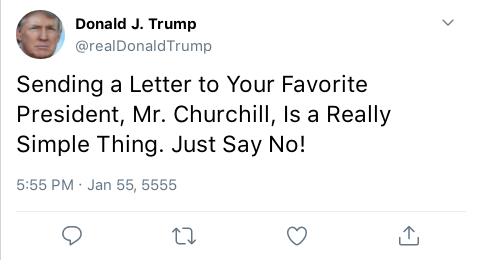 Donald J. Trump
@realDonaldTrump
Sending a Letter to Your Favorite
President, Mr. Churchill, Is a Really
Simple Thing. Just Say No!
5:55 PM · Jan 55, 5555